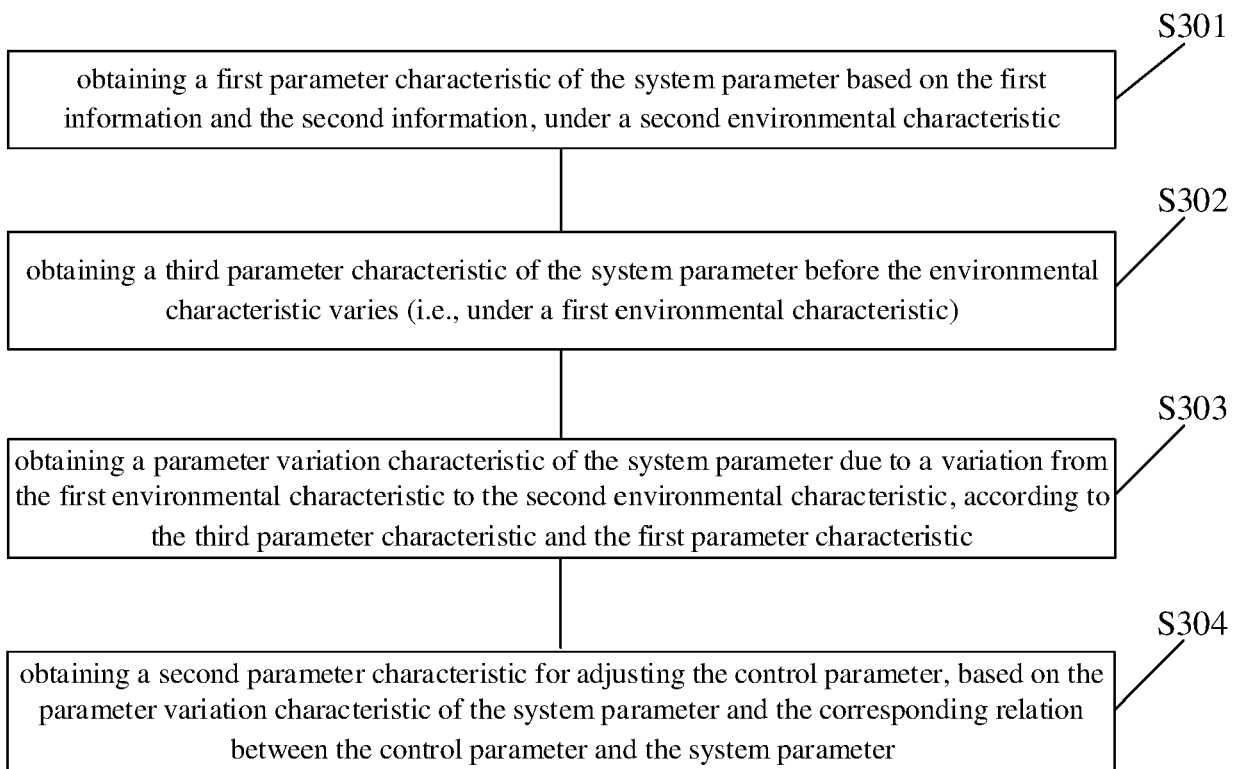 S301
obtaining a first parameter characteristic of the system parameter based on the first
information and the second information, under a second environmental characteristic
S302
obtaining a third parameter characteristic of the system parameter before the environmental
characteristic varies (i.e., under a first environmental characteristic)
S303
obtaining a parameter variation characteristic of the system parameter due to a variation from
the first environmental characteristic to the second environmental characteristic, according to
the third parameter characteristic and the first parameter characteristic
S304
obtaining a second parameter characteristic for adjusting the control parameter, based on the
parameter variation characteristic of the system parameter and the corresponding relation
between the control parameter and the system parameter